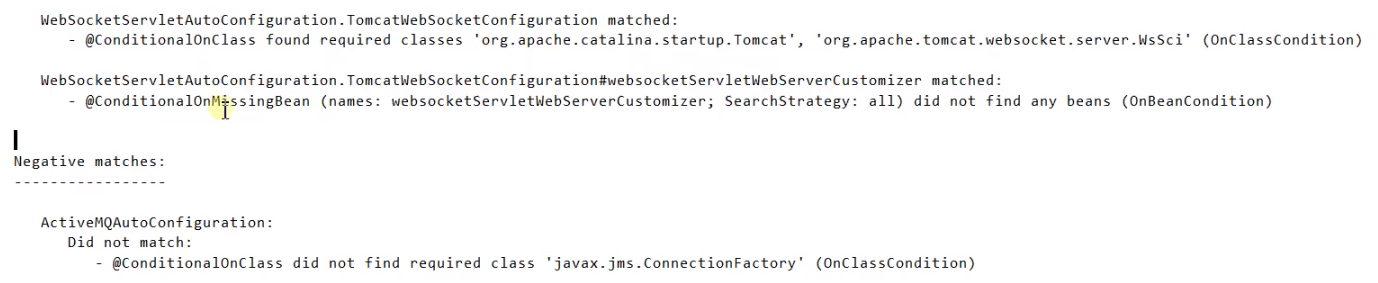 WebSocketServletAutoConfiguration.TomcatWebSocketConfiguration matched:
- @ConditionalOnClass found required classes 'org.apache.catalina.startup.Tomcat', 'org.apache.tomcat.websocket.server.WsSci' (OnClassCondition)
WebSocketServletAutoConfiguration.TomcatWebSocketConfiguration#websocketServletWebServerCustomizer matched:
- @ConditionalOnMissingBean (names: websocketServletWebServerCustomizer; SearchStrategy: all) did not find any beans (OnBeanCondition)
Negative matches:
-----------------
ActiveMQAutoConfiguration:
Did not match:
- @ConditionalOnClass did not find required class 'javax.jms.ConnectionFactory' (OnClassCondition)